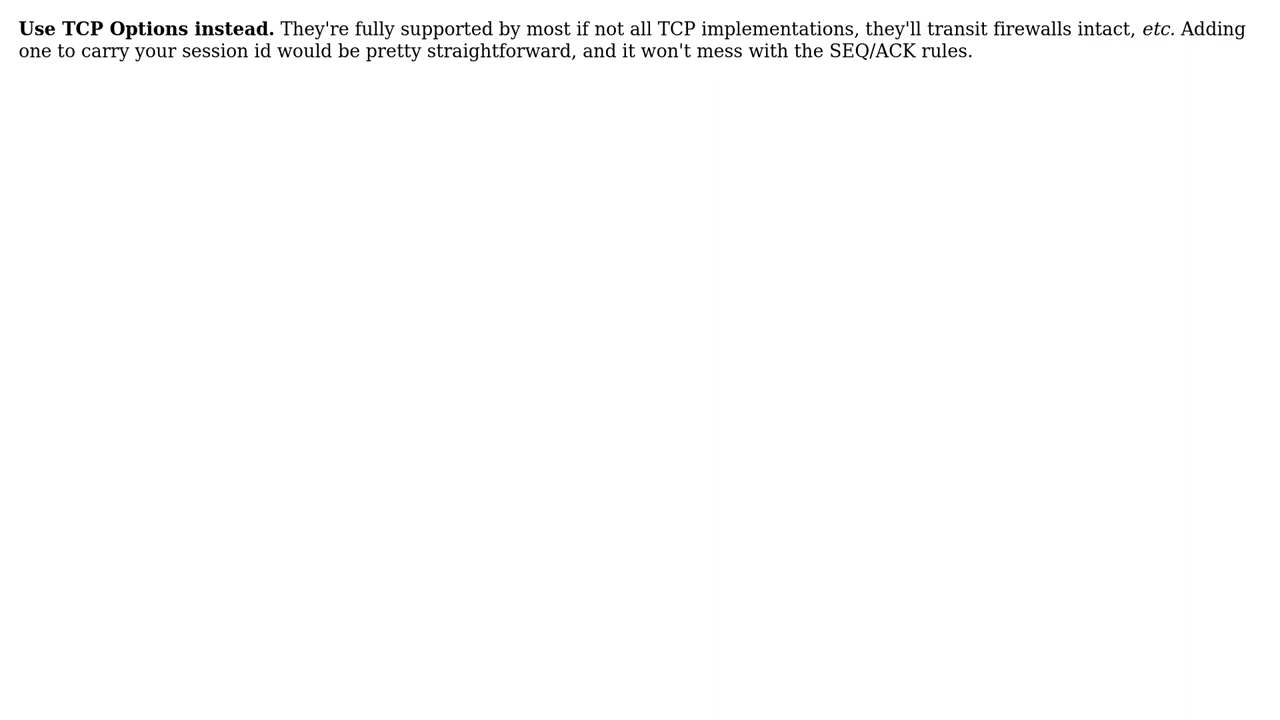 Use TCP Options instead. They're fully supported by most if not all TCP implementations, they'll transit firewalls intact, etc. Adding
one to carry your session id would be pretty straightforward, and it won't mess with the SEQ/ACK rules.